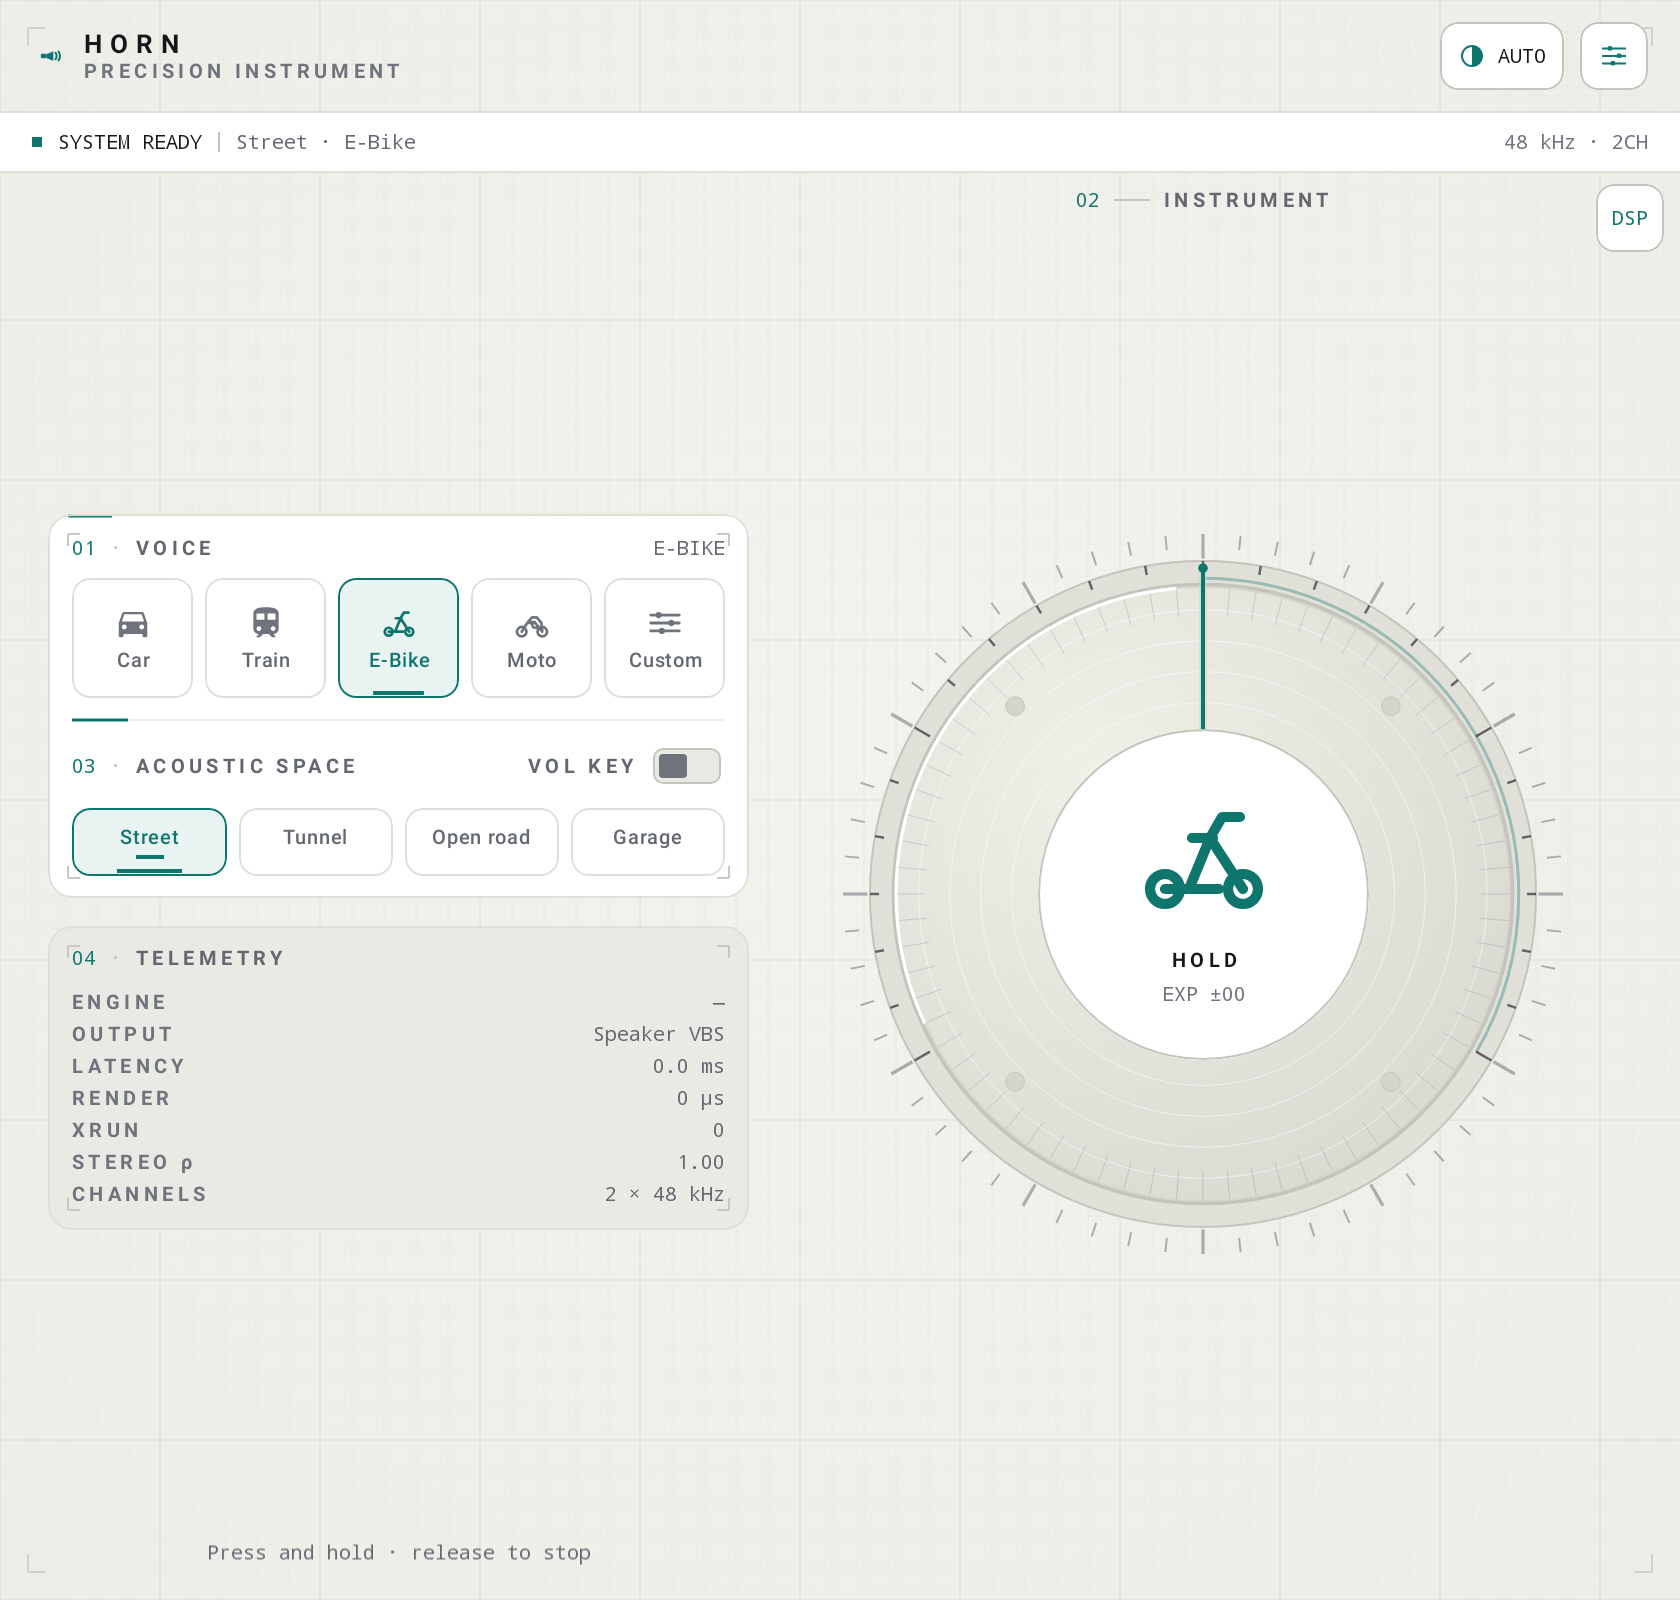 HORN
PRECISION INSTRUMENT
AUTO
SYSTEM READY | Street · E-Bike
48 kHz · 2CH
02 — INSTRUMENT
DSP
01 · VOICE
E-BIKE
Car
Train
E-Bike
Moto
Custom
03 · ACOUSTIC SPACE
VOL KEY
Street
Tunnel
Open road
Garage
04 · TELEMETRY
ENGINE —
OUTPUT Speaker VBS
LATENCY 0.0 ms
RENDER 0 µs
XRUN 0
STEREO ρ 1.00
CHANNELS 2 × 48 kHz
HOLD
EXP ±00
Press and hold · release to stop